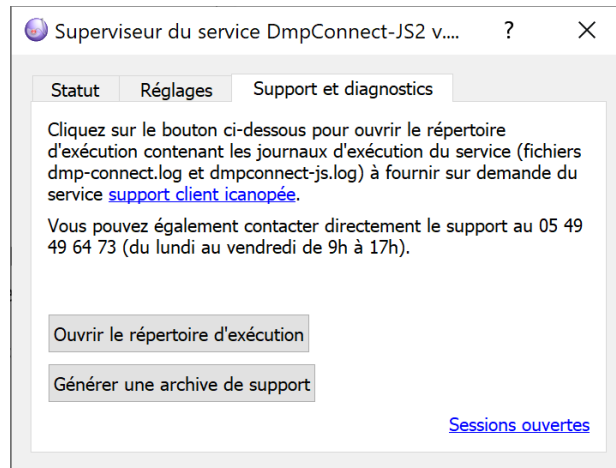 Superviseur du service DmpConnect-JS2 v.... ?
Statut Réglages Support et diagnostics
Cliquez sur le bouton ci-dessous pour ouvrir le répertoire
d'exécution contenant les journaux d'exécution du service (fichiers
dmp-connect.log et dmpconnect-js.log) à fournir sur demande du
service support client icanopée.
Vous pouvez également contacter directement le support au 05 49
49 64 73 (du lundi au vendredi de 9h à 17h).
Ouvrir le répertoire d'exécution
Générer une archive de support
Sessions ouvertes